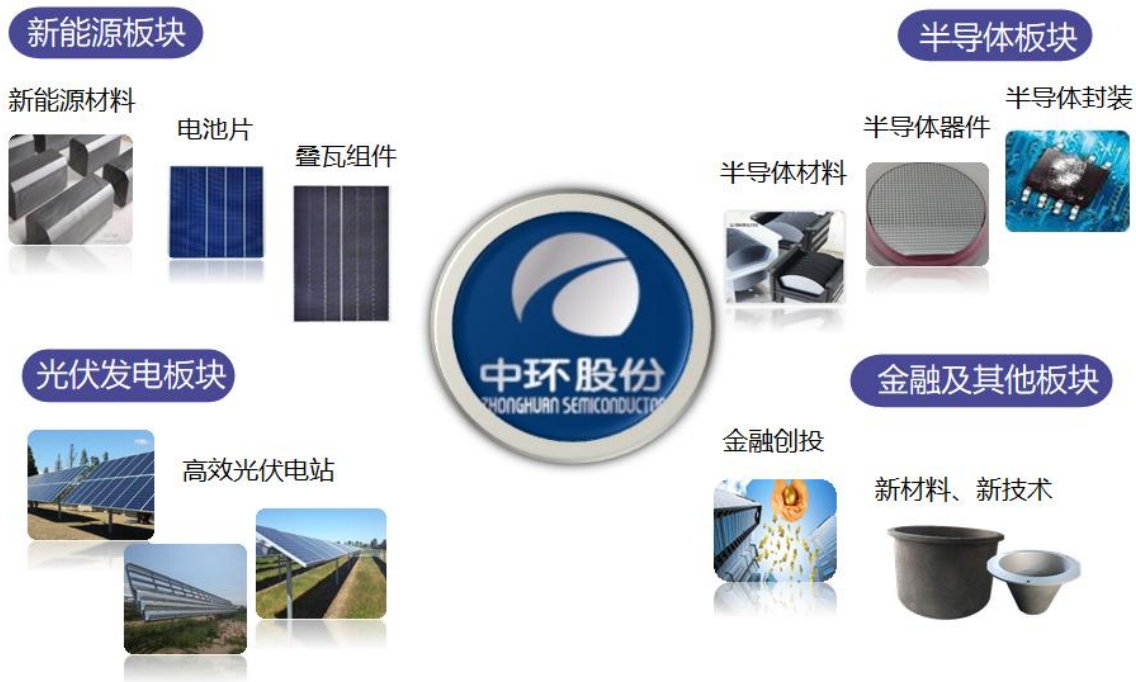 新能源板块
新能源材料
电池片
叠瓦组件
半导体板块
半导体封装
半导体器件
半导体材料
中环股份
ZHONGHUAN SEMICONDUCTOR
光伏发电板块
高效光伏电站
金融及其他板块
金融创投
新材料、新技术